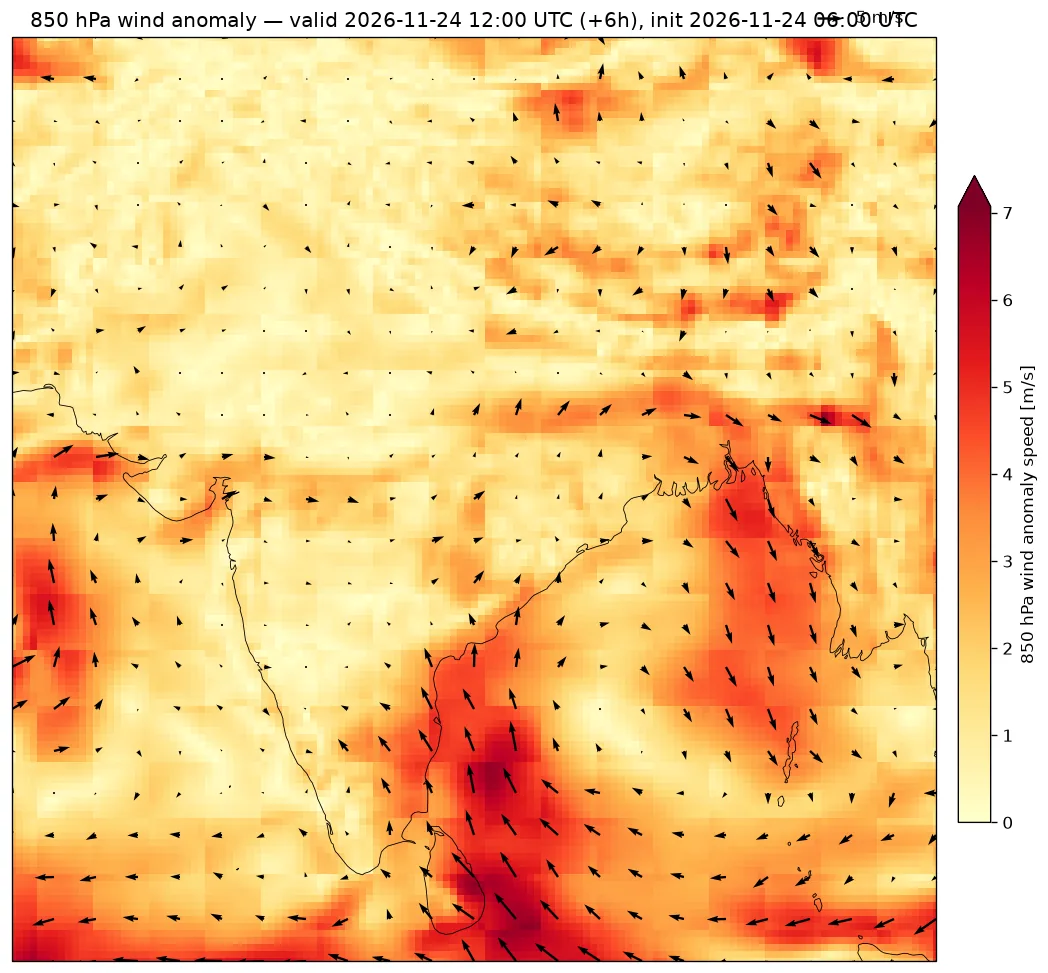 850 hPa wind anomaly — valid 2026-11-24 12:00 UTC (+6h), init 2026-11-24 06:00 UTC
5 m/s
7
6
5
4
3
2
1
0
850 hPa wind anomaly speed [m/s]